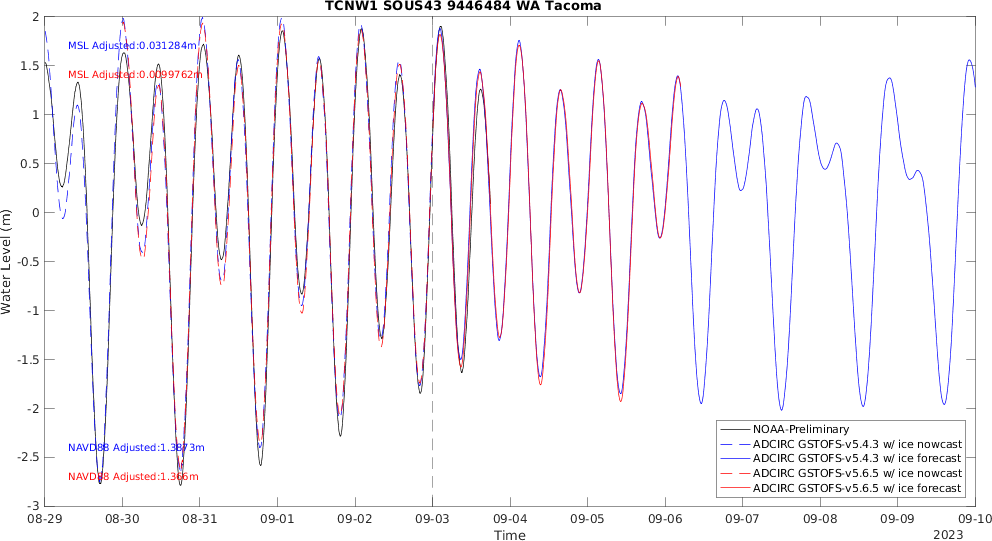 TCNW1 SOUS43 9446484 WA Tacoma
MSL Adjusted:0.031284m
MSL Adjusted:0.0099762m
NAVD88 Adjusted:1.3873m
NAVD88 Adjusted:1.366m
Water Level (m)
2
1.5
1
0.5
0
-0.5
-1
-1.5
-2
-2.5
-3
NOAA-Preliminary
ADCIRC GSTOFS-v5.4.3 w/ ice nowcast
ADCIRC GSTOFS-v5.4.3 w/ ice forecast
ADCIRC GSTOFS-v5.6.5 w/ ice nowcast
ADCIRC GSTOFS-v5.6.5 w/ ice forecast
08-29 08-30 08-31 09-01 09-02 09-03 09-04 09-05 09-06 09-07 09-08 09-09 09-10
Time
2023